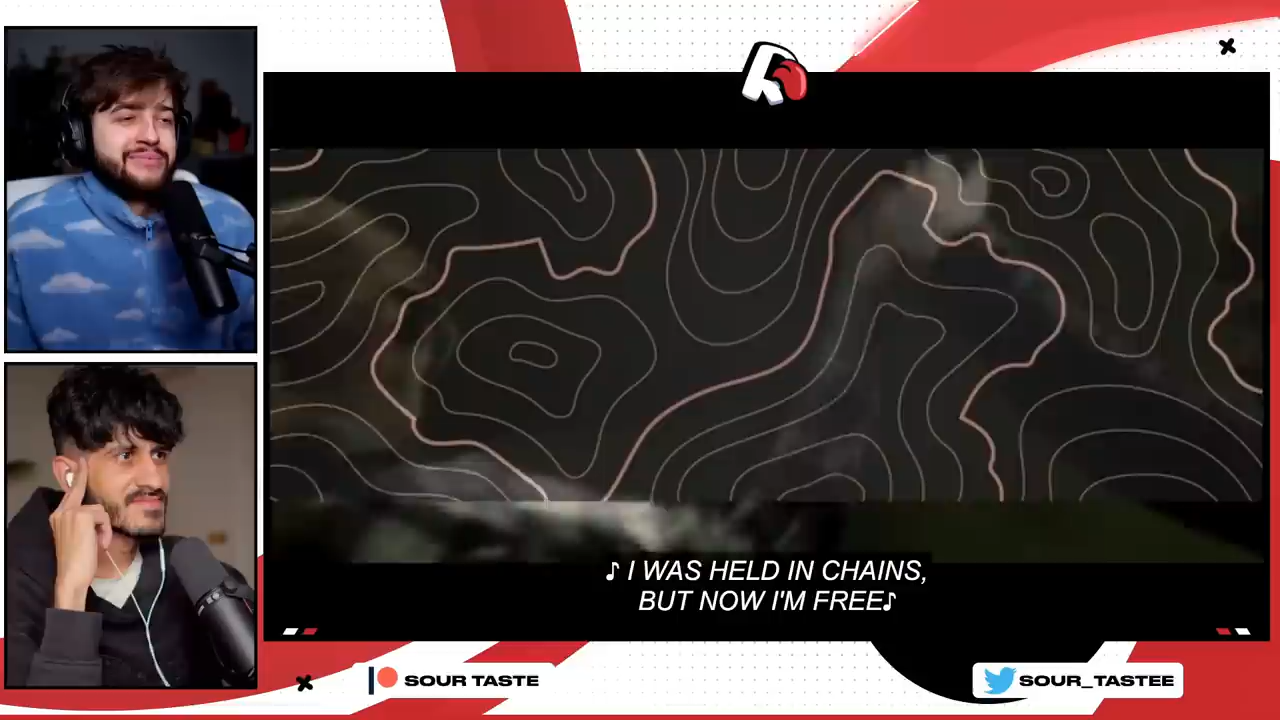 ♪ I WAS HELD IN CHAINS,
BUT NOW I'M FREE♪
SOUR TASTE
SOUR_TASTEE